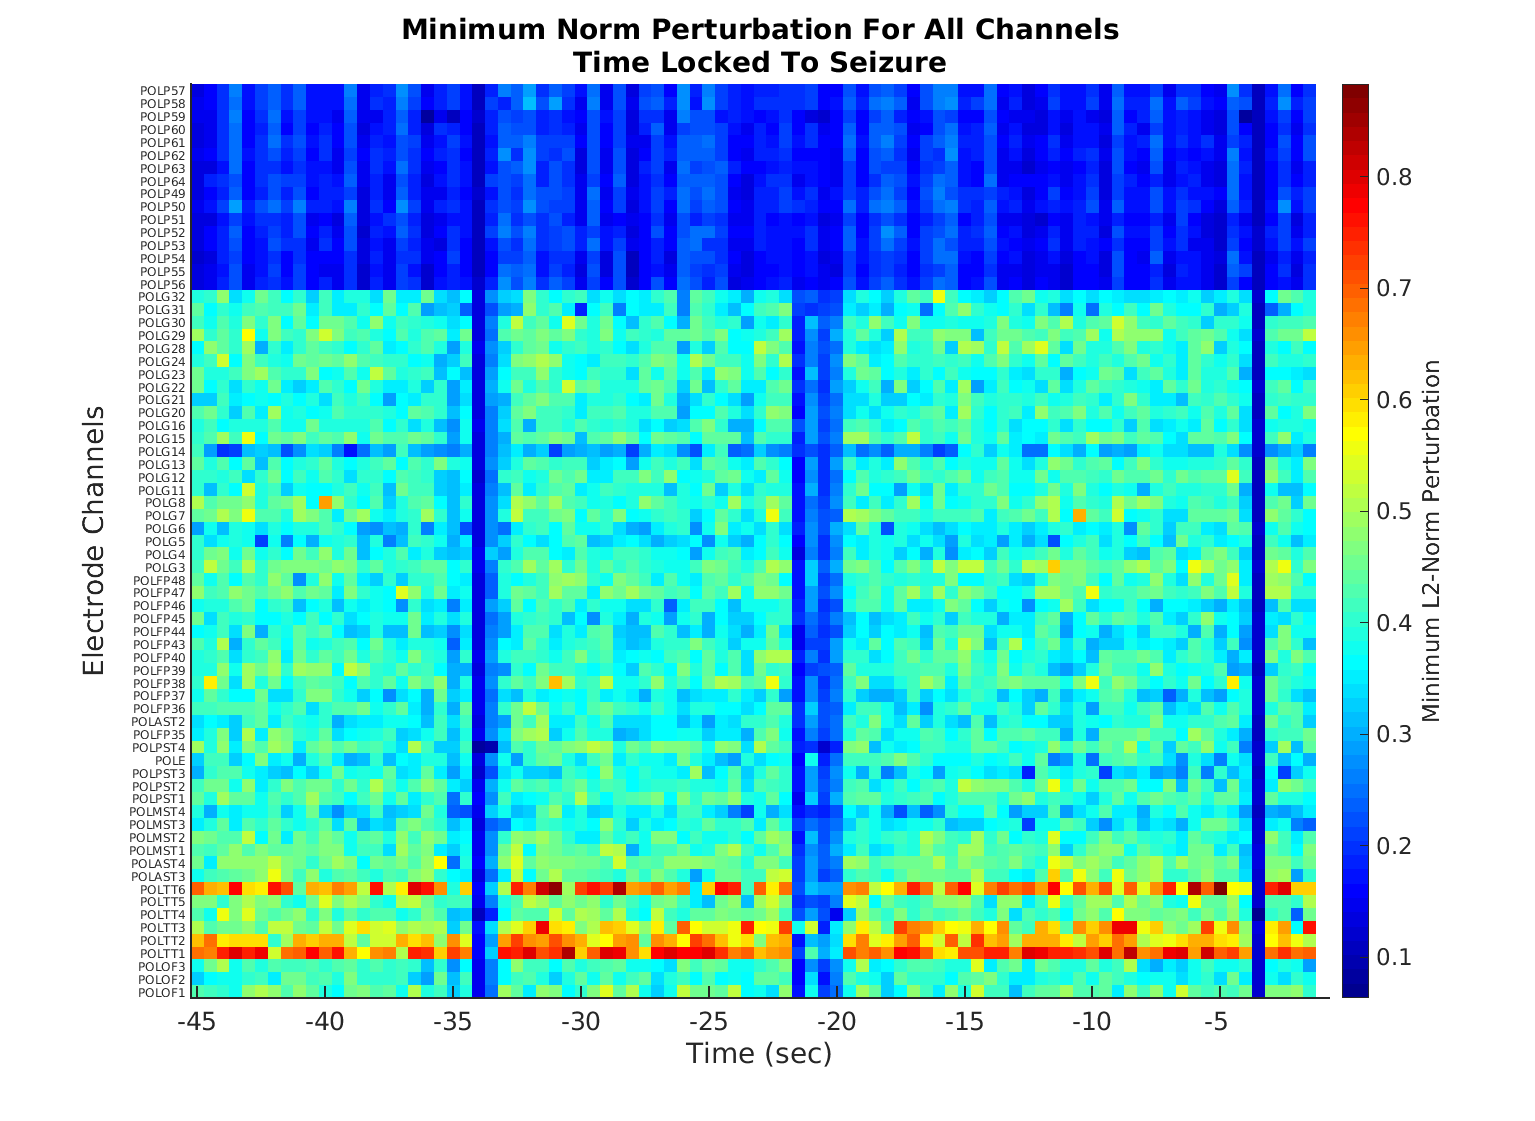 Minimum Norm Perturbation For All Channels
Time Locked To Seizure
Electrode Channels
POLP57
POLP58
POLP59
POLP60
POLP61
POLP62
POLP63
POLP64
POLP49
POLP50
POLP51
POLP52
POLP53
POLP54
POLP55
POLP56
POLG32
POLG31
POLG30
POLG29
POLG28
POLG24
POLG23
POLG22
POLG21
POLG20
POLG16
POLG15
POLG14
POLG13
POLG12
POLG11
POLG8
POLG7
POLG6
POLG5
POLG4
POLG3
POLFP48
POLFP47
POLFP46
POLFP45
POLFP44
POLFP43
POLFP40
POLFP39
POLFP38
POLFP37
POLFP36
POLAST2
POLFP35
POLPST4
POLE
POLPST3
POLPST2
POLPST1
POLMST4
POLMST3
POLMST2
POLMST1
POLAST4
POLAST3
POLTT6
POLTT5
POLTT4
POLTT3
POLTT2
POLTT1
POLOF3
POLOF2
POLOF1
-45 -40 -35 -30 -25 -20 -15 -10 -5
Time (sec)
0.8
0.7
0.6
0.5
0.4
0.3
0.2
0.1
Minimum L2-Norm Perturbation